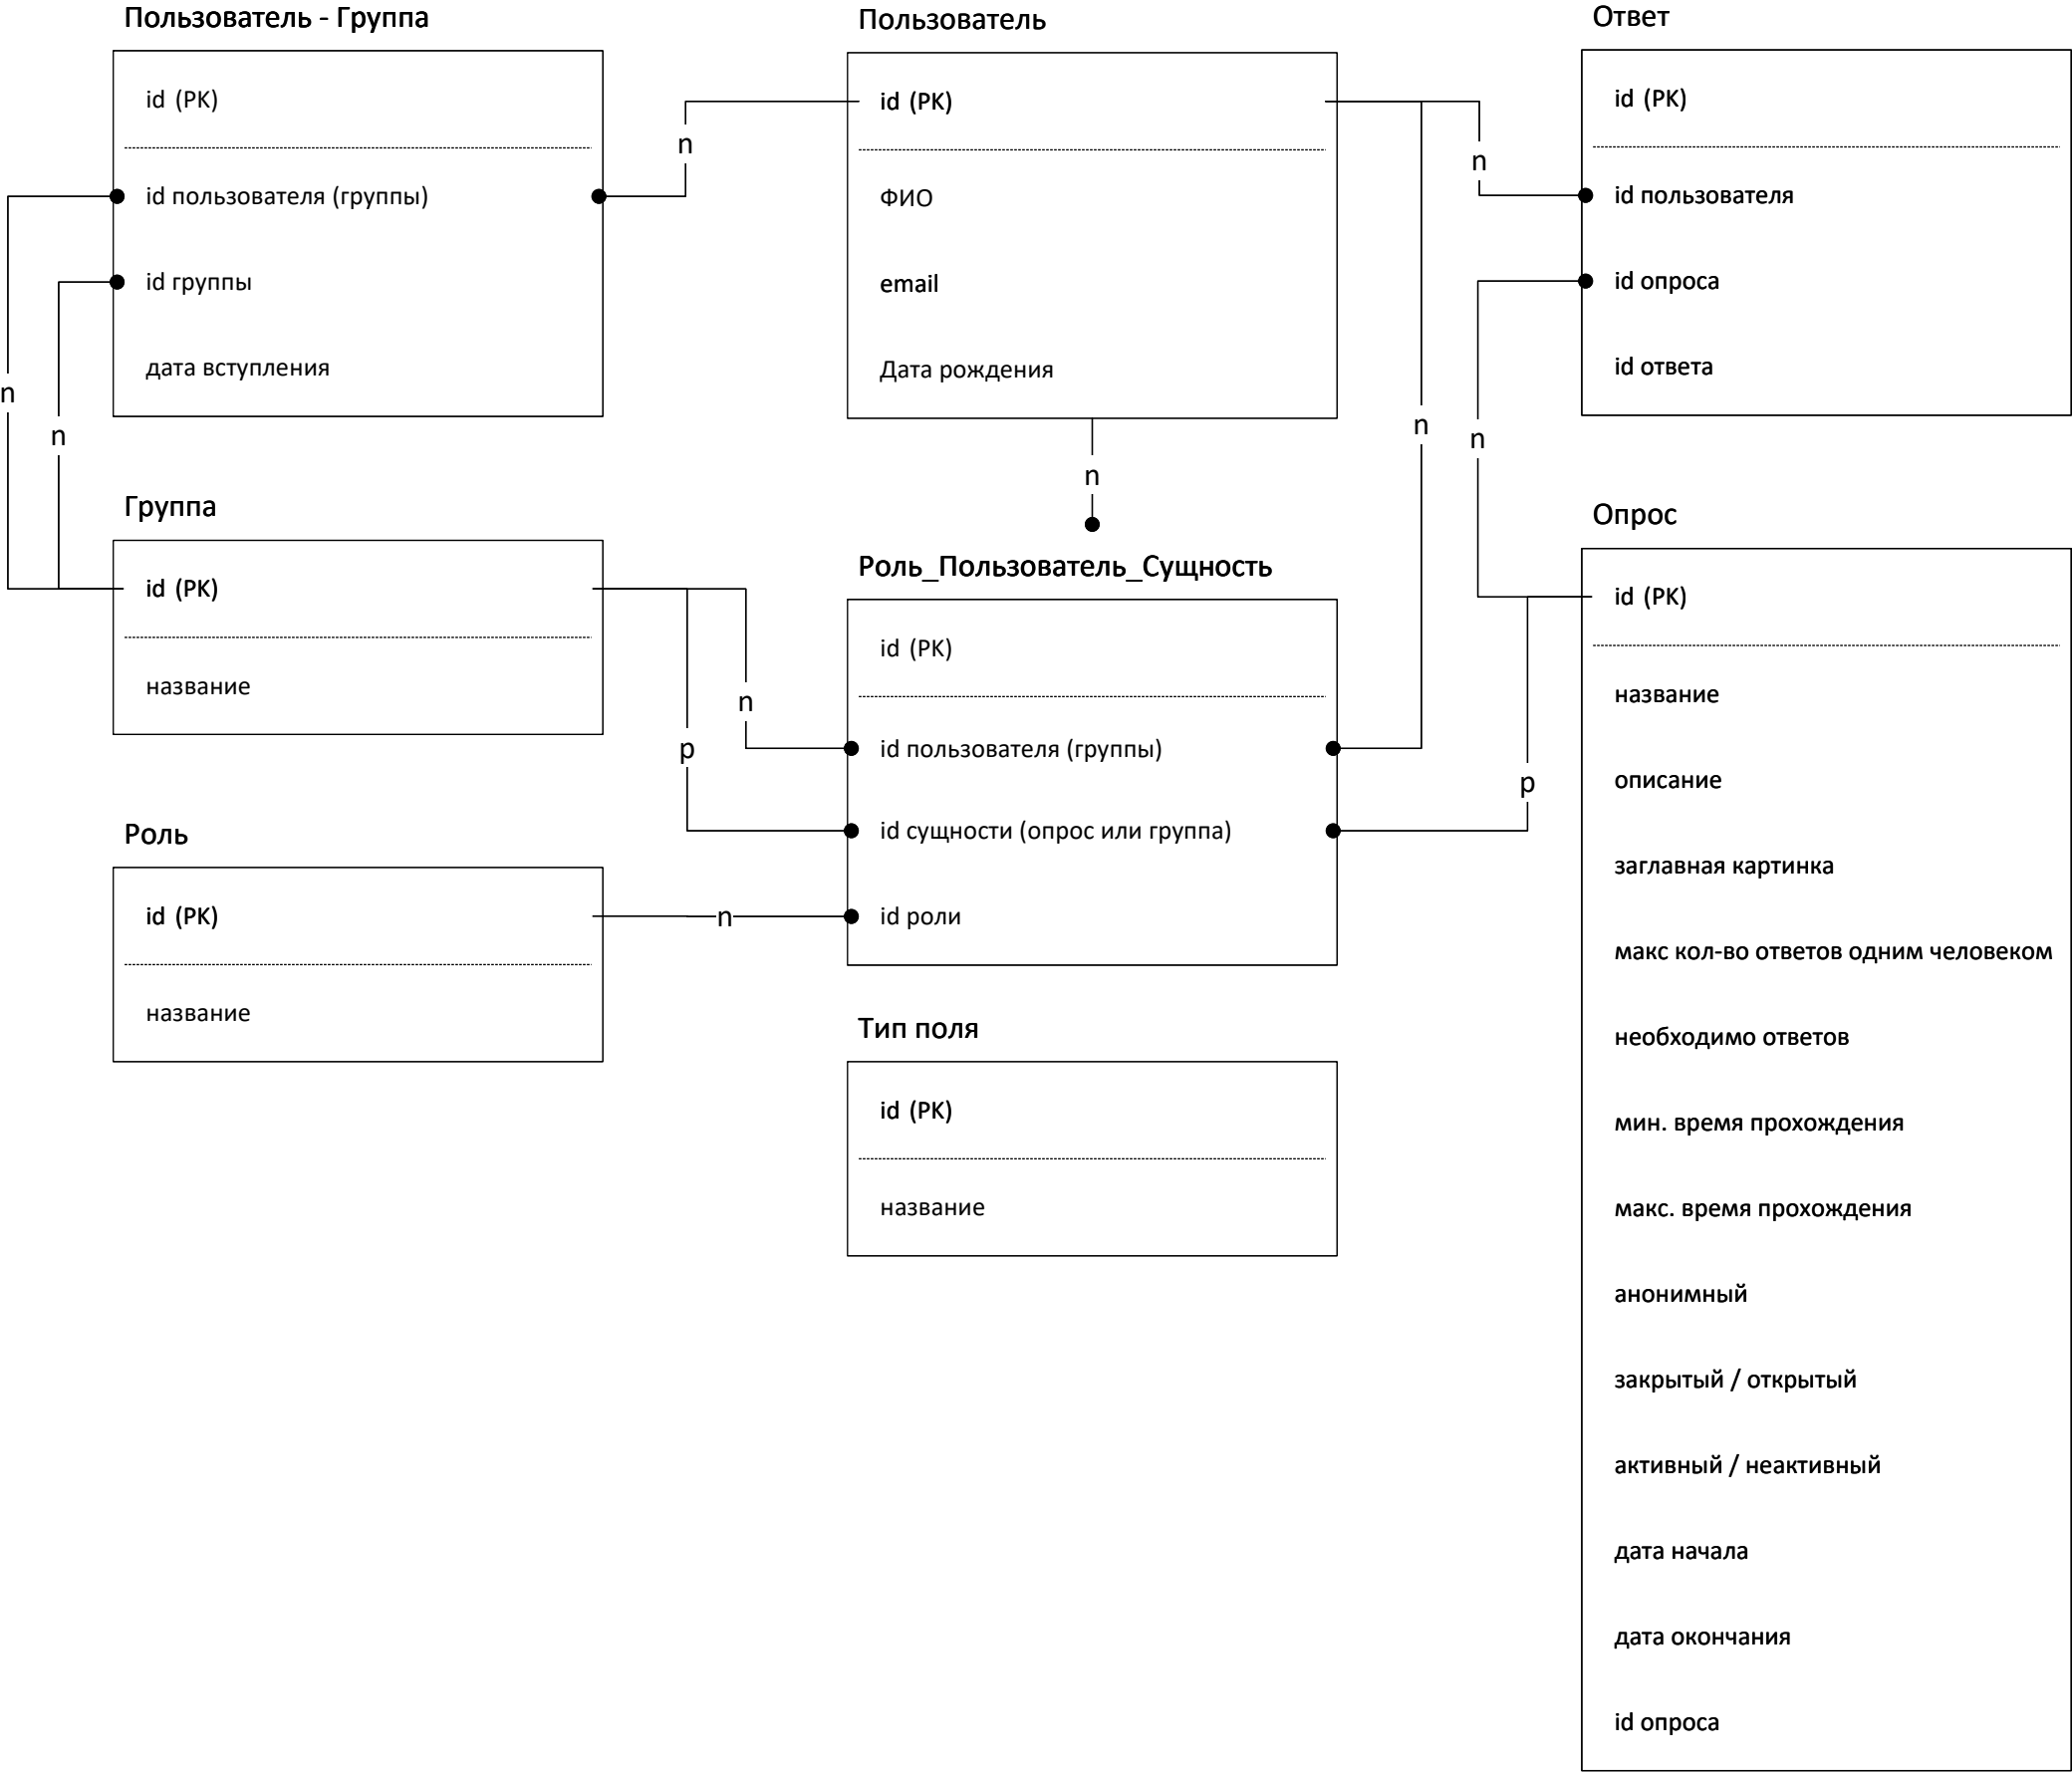 Пользователь - Группа
id (PK)
id пользователя (группы)
id группы
дата вступления
n
n
n
Пользователь
id (PK)
ФИО
email
Дата рождения
n
n
n
n
Ответ
id (PK)
id пользователя
id опроса
id ответа
Группа
id (PK)
название
n
p
Роль
id (PK)
название
n
Роль_Пользователь_Сущность
id (PK)
id пользователя (группы)
id сущности (опрос или группа)
id роли
p
Тип поля
id (PK)
название
Опрос
id (PK)
название
описание
заглавная картинка
макс кол-во ответов одним человеком
необходимо ответов
мин. время прохождения
макс. время прохождения
анонимный
закрытый / открытый
активный / неактивный
дата начала
дата окончания
id опроса